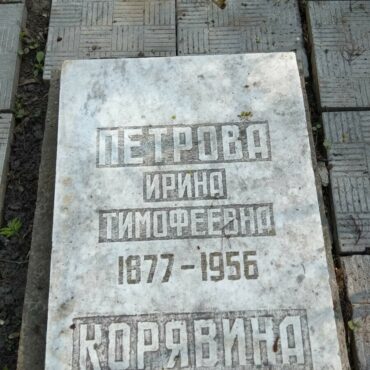 ПЕТРОВА
ИРИНА
ТИМОФЕЕВНА
1877-1956
КОРЯВИНА